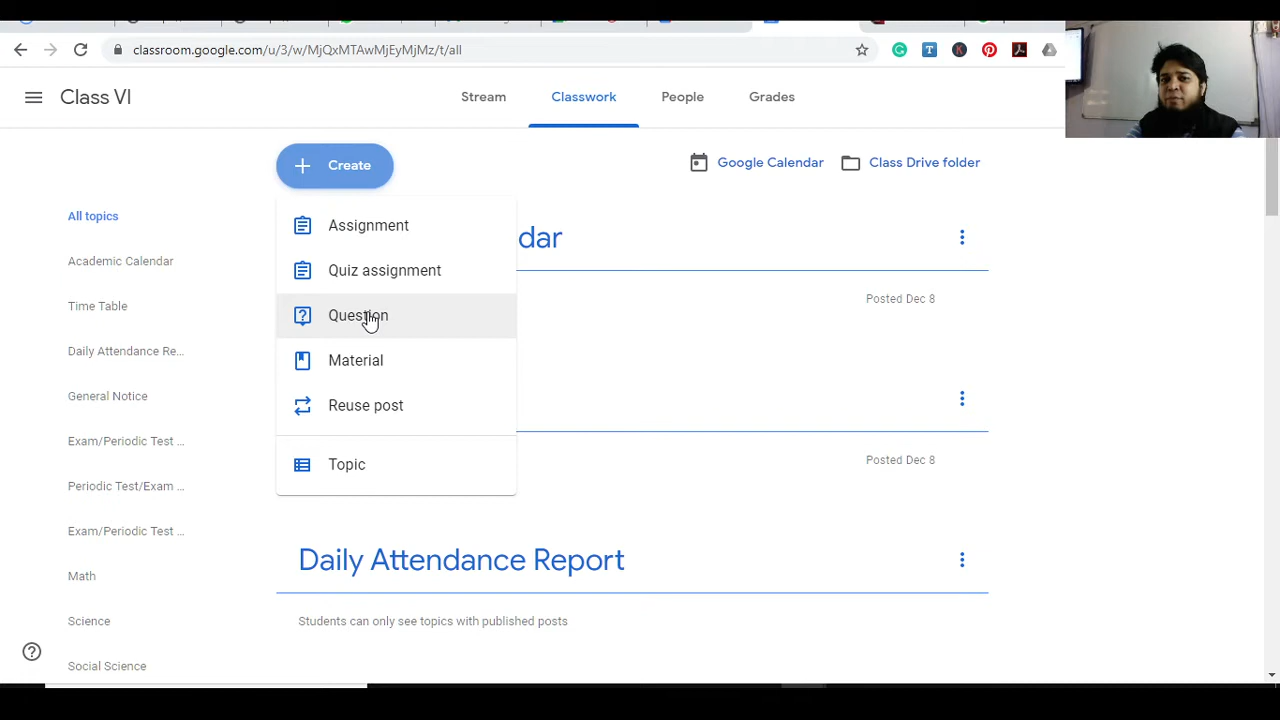 classroom.google.com/u/3/w/MjQxMTAwMjEyMjMz/t/all
Class VI
Stream
Classwork
People
Grades
Create
Google Calendar
Class Drive folder
All topics
Academic Calendar
Time Table
Daily Attendance Re...
General Notice
Exam/Periodic Test ...
Periodic Test/Exam ...
Exam/Periodic Test ...
Math
Science
Social Science
Assignment
Quiz assignment
Question
Material
Reuse post
Topic
dar
Posted Dec 8
Posted Dec 8
Daily Attendance Report
Students can only see topics with published posts